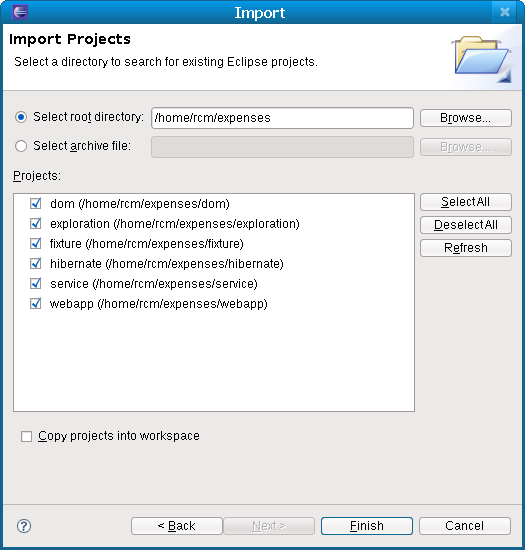 Import
Import Projects
Select a directory to search for existing Eclipse projects.
Select root directory: /home/rcm/expenses Browse...
Select archive file: Browse...
Projects:
dom (/home/rcm/expenses/dom)
exploration (/home/rcm/expenses/exploration)
fixture (/home/rcm/expenses/fixture)
hibernate (/home/rcm/expenses/hibernate)
service (/home/rcm/expenses/service)
webapp (/home/rcm/expenses/webapp)
Select All
Deselect All
Refresh
Copy projects into workspace
? < Back Next > Finish Cancel